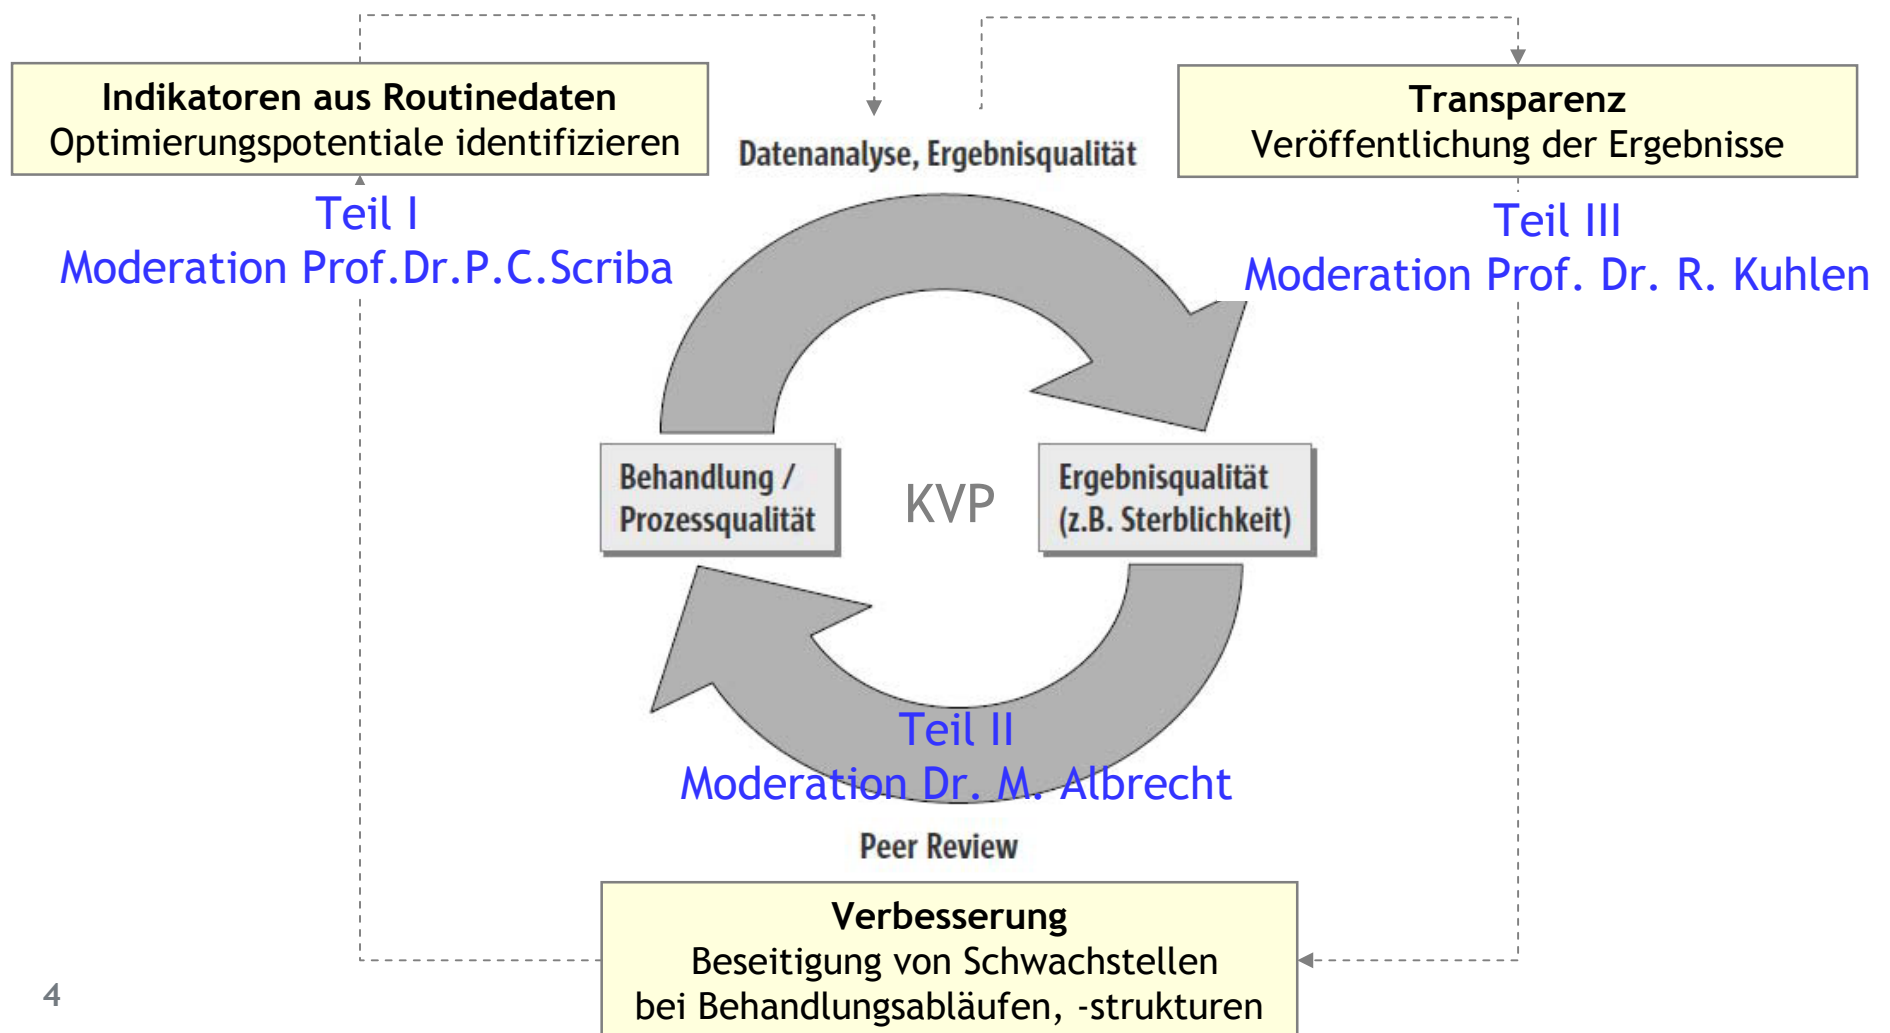 Indikatoren aus Routinedaten
Optimierungspotentiale identifizieren
Teil I
Moderation Prof.Dr.P.C.Scriba
Datenanalyse, Ergebnisqualität
Transparenz
Veröffentlichung der Ergebnisse
Teil III
Moderation Prof. Dr. R. Kuhlen
Behandlung /
Prozessqualität
KVP
Ergebnisqualität
(z.B. Sterblichkeit)
Teil II
Moderation Dr. M. Albrecht
Peer Review
Verbesserung
Beseitigung von Schwachstellen
bei Behandlungsabläufen, -strukturen
4